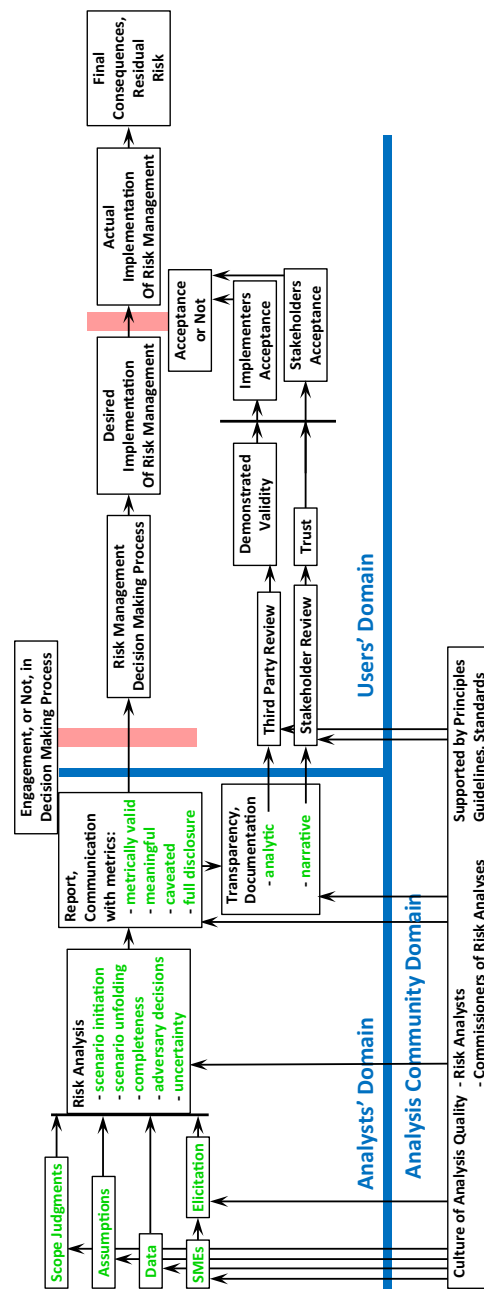 Scope Judgments
Assumptions
Data
SMEs
Elicitation
Risk Analysis
- scenario initiation
- scenario unfolding
- completeness
- adversary decisions
- uncertainty
Report,
Communication
with metrics:
- metrically valid
- meaningful
- caveated
- full disclosure
Transparency,
Documentation
- analytic
- narrative
Engagement, or Not, in
Decision Making Process
Risk Management
Decision Making Process
Desired
Implementation
Of Risk Management
Actual
Implementation
Of Risk Management
Final
Consequences,
Residual
Risk
Acceptance
or Not
Third Party Review
Stakeholder Review
Demonstrated
Validity
Trust
Implementers
Acceptance
Stakeholders
Acceptance
Analysts’ Domain
Users’ Domain
Analysis Community Domain
Culture of Analysis Quality - Risk Analysts
- Commissioners of Risk Analyses
Supported by Principles
Guidelines, Standards